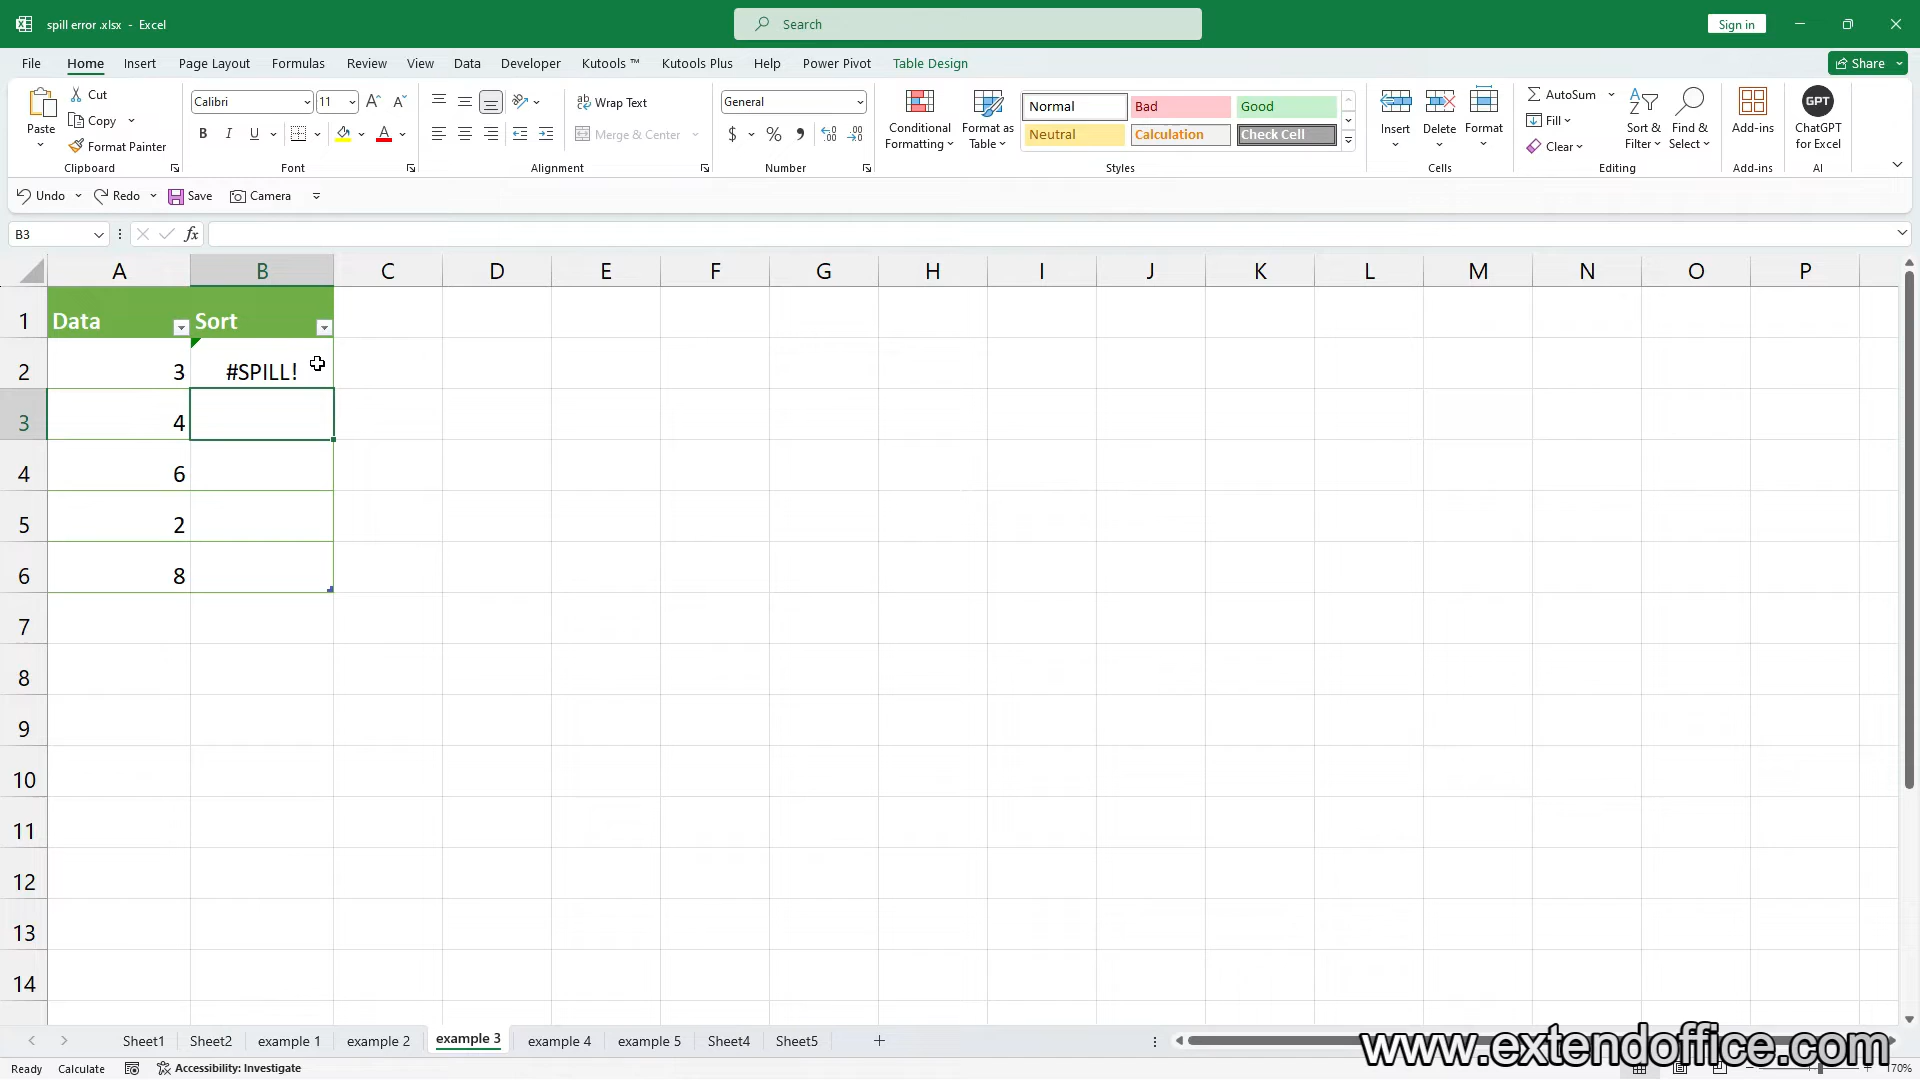 spill error .xlsx - Excel
Search
Sign in
File Home Insert Page Layout Formulas Review View Data Developer Kutools ™ Kutools Plus Help Power Pivot Table Design
Share
Paste
Cut
Copy
Format Painter
Clipboard
Calibri 11
B I U
Font
Wrap Text
Merge & Center
Alignment
General
$ % ,
Number
Conditional
Formatting
Format as
Table
Normal Bad Good
Neutral Calculation Check Cell
Styles
Insert Delete Format
Cells
AutoSum
Fill
Clear
Sort &
Filter
Find &
Select
Editing
Add-ins
Add-ins
GPT
ChatGPT
for Excel
AI
Undo Redo Save Camera
B3 fx
A B C D E F G H I J K L M N O P
1 Data Sort
2 3 #SPILL!
3 4
4 6
5 2
6 8
7
8
9
10
11
12
13
14
Sheet1 Sheet2 example 1 example 2 example 3 example 4 example 5 Sheet4 Sheet5
www.extendoffice.com
Ready Calculate Accessibility: Investigate 170%